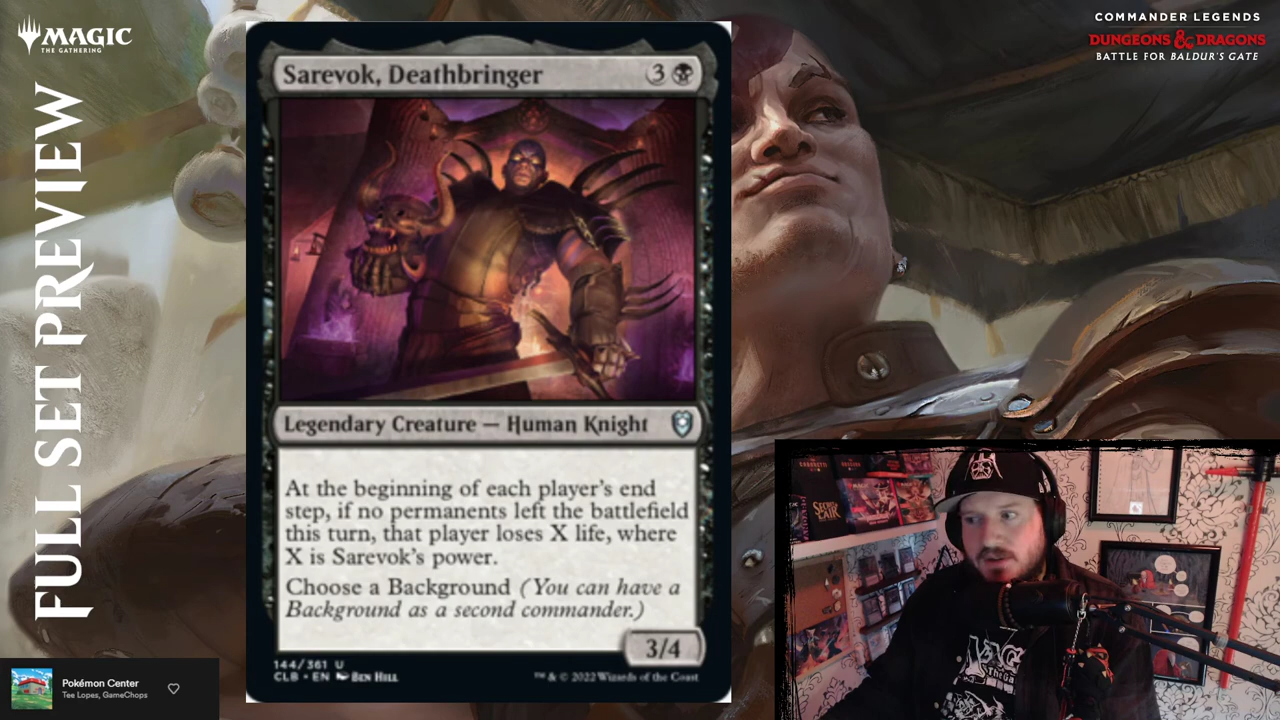 MAGIC
THE GATHERING
FULL SET PREVIEW
COMMANDER LEGENDS
DUNGEONS & DRAGONS
BATTLE FOR BALDUR'S GATE
Sarevok, Deathbringer 3
Legendary Creature — Human Knight
At the beginning of each player's end
step, if no permanents left the battlefield
this turn, that player loses X life, where
X is Sarevok's power.
Choose a Background (You can have a
Background as a second commander.)
3/4
144/361 U
CLB • EN BEN HILL
™ & © 2022 Wizards of the Coast
Pokémon Center
Tee Lopes, GameChops
SECRET
LAIR